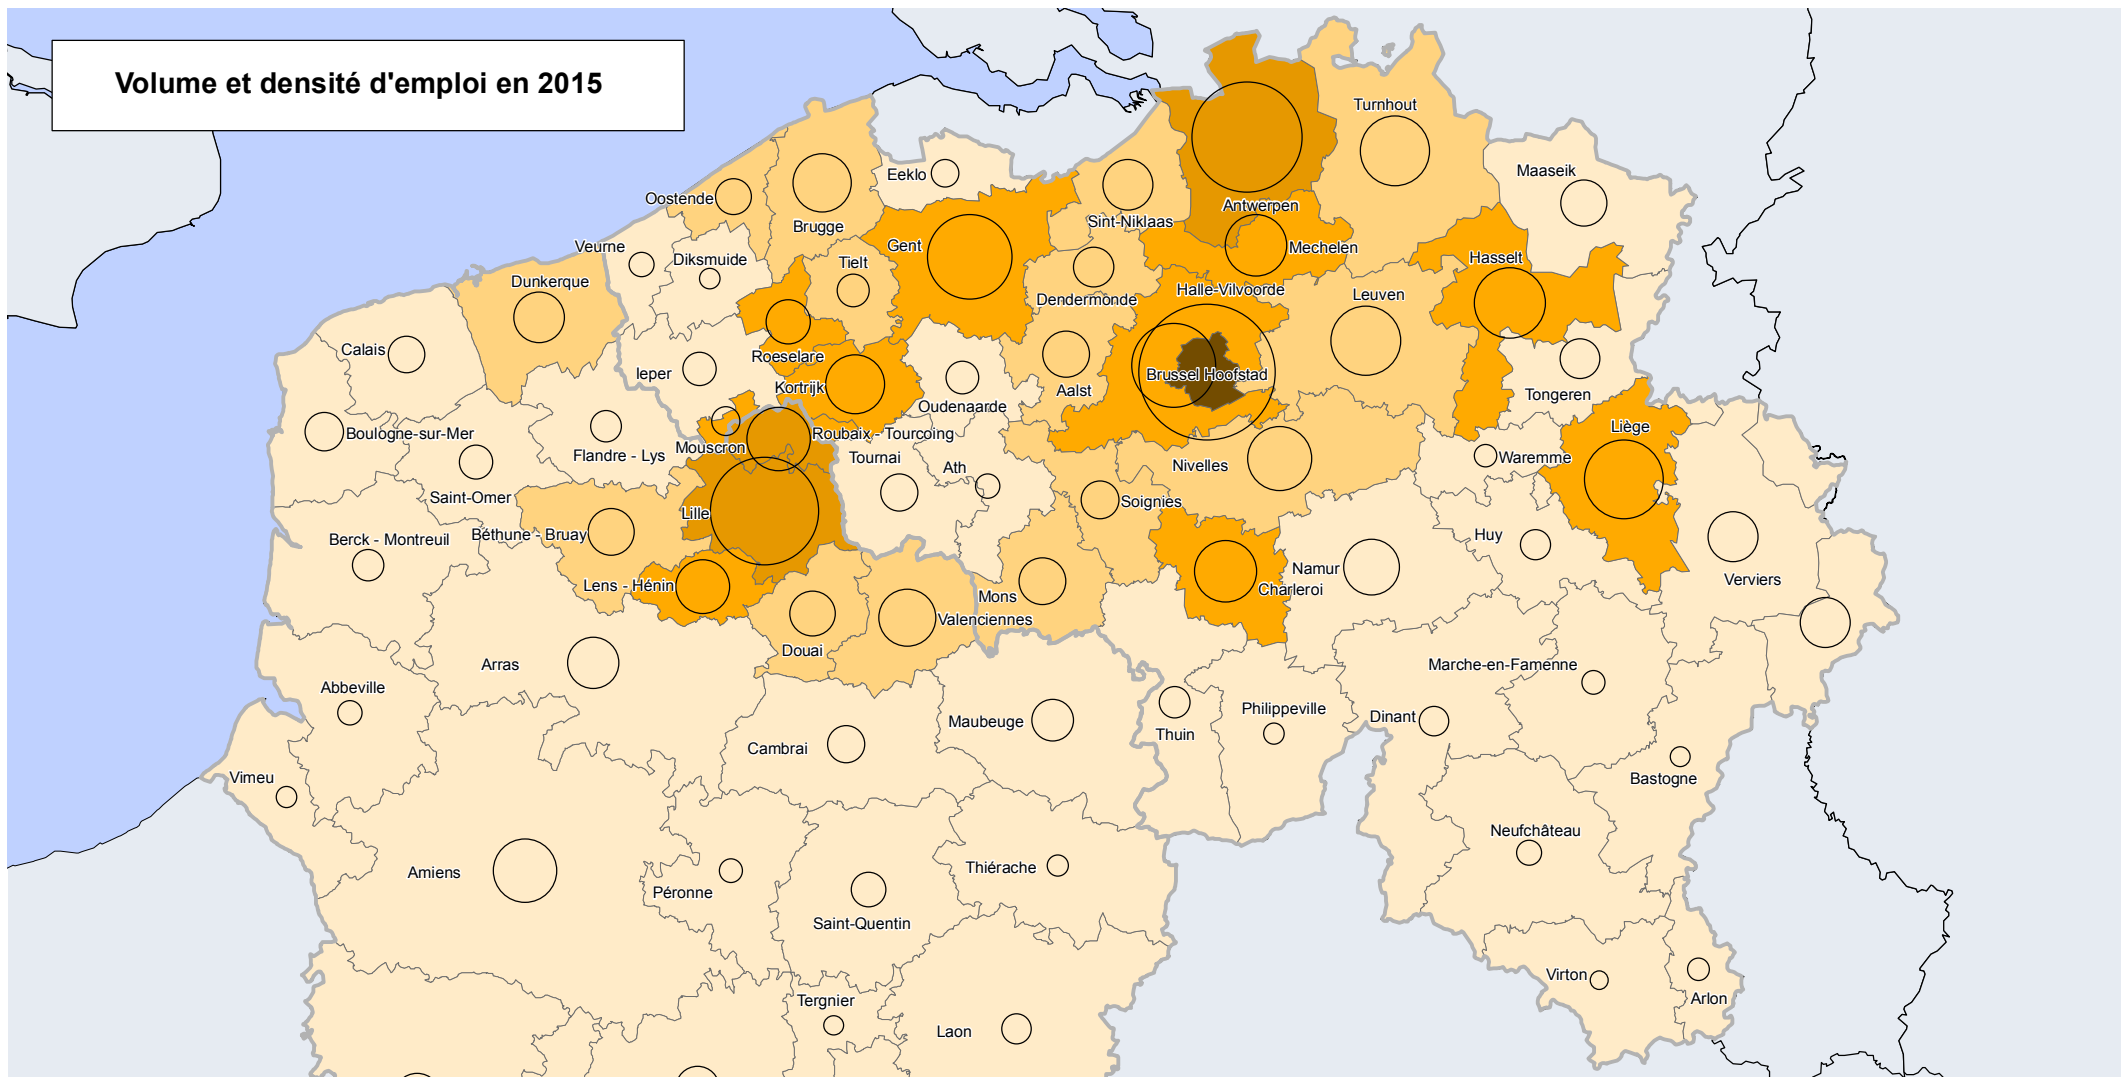 Volume et densité d'emploi en 2015
Turnhout
Maaseik
Eeklo
Oostende
Antwerpen
Sint-Niklaas
Brugge
Gent
Mechelen
Veurne
Diksmuide
Tielt
Hasselt
Dunkerque
Halle-Vilvoorde
Leuven
Dendermonde
Calais
Roeselare
Ieper
Brussel Hoofstad
Kortrijk
Aalst
Tongeren
Oudenaarde
Liège
Boulogne-sur-Mer
Roubaix - Tourcoing
Mouscron
Flandre - Lys
Tournai
Ath
Nivelles
Waremme
Saint-Omer
Soignies
Lille
Berck - Montreuil
Béthune - Bruay
Huy
Namur
Verviers
Lens - Hénin
Charleroi
Mons
Valenciennes
Douai
Arras
Marche-en-Famenne
Abbeville
Philippeville
Dinant
Maubeuge
Thuin
Cambrai
Vimeu
Bastogne
Neufchâteau
Thiérache
Amiens
Péronne
Saint-Quentin
Virton
Arlon
Tergnier
Laon